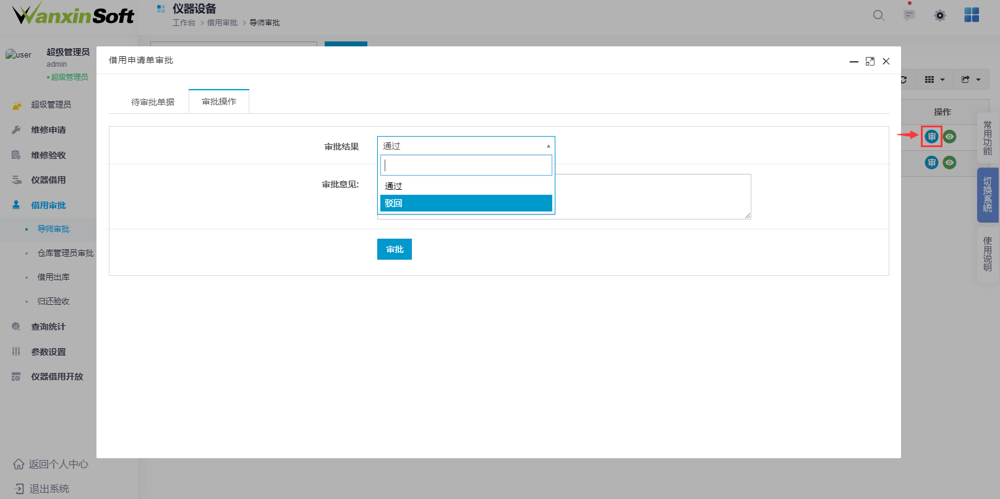 WanxinSoft
仪器设备
工作台 > 借用审批 > 导师审批
user
超级管理员
admin
•超级管理员
超级管理员
维修申请
维修验收
仪器借用
借用审批
导师审批
仓库管理员审批
借用出库
归还验收
查询统计
参数设置
仪器借用开放
返回个人中心
退出系统
借用申请单审批
待审批单据
审批操作
审批结果
通过
通过
驳回
审批意见:
审批
操作
审
审
常用功能
切换系统
使用说明